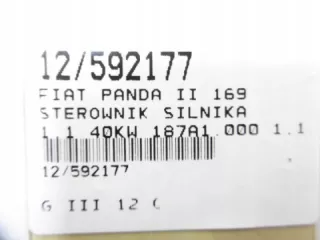 12/592177
FIAT PANDA II 169
STEROWNIK SILNIKA
1 1 40KW 187A1.000 1.1
12/592177
G III 12